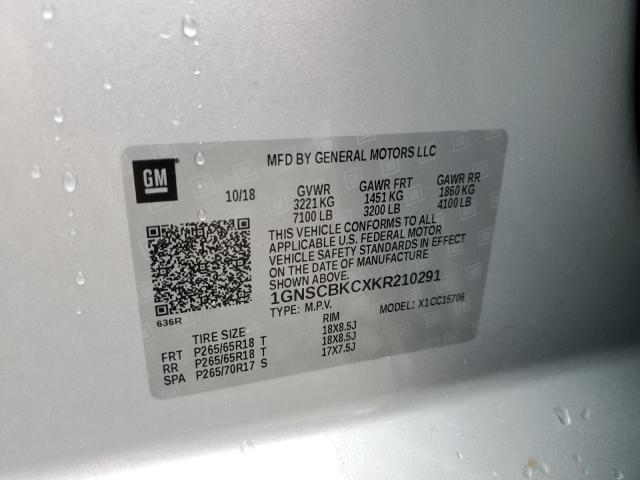 MFD BY GENERAL MOTORS LLC
GM
10/18 GVWR GAWR FRT GAWR RR
3221 KG 1451 KG 1860 KG
7100 LB 3200 LB 4100 LB
THIS VEHICLE CONFORMS TO ALL
APPLICABLE U.S. FEDERAL MOTOR
VEHICLE SAFETY STANDARDS IN EFFECT
ON THE DATE OF MANUFACTURE
SHOWN ABOVE.
1GNSCBKCXKR210291
TYPE: M.P.V. MODEL: X1CC15706
636R
TIRE SIZE RIM
FRT P265/65R18 T 18X8.5J
RR P265/65R18 T 18X8.5J
SPA P265/70R17 S 17X7.5J